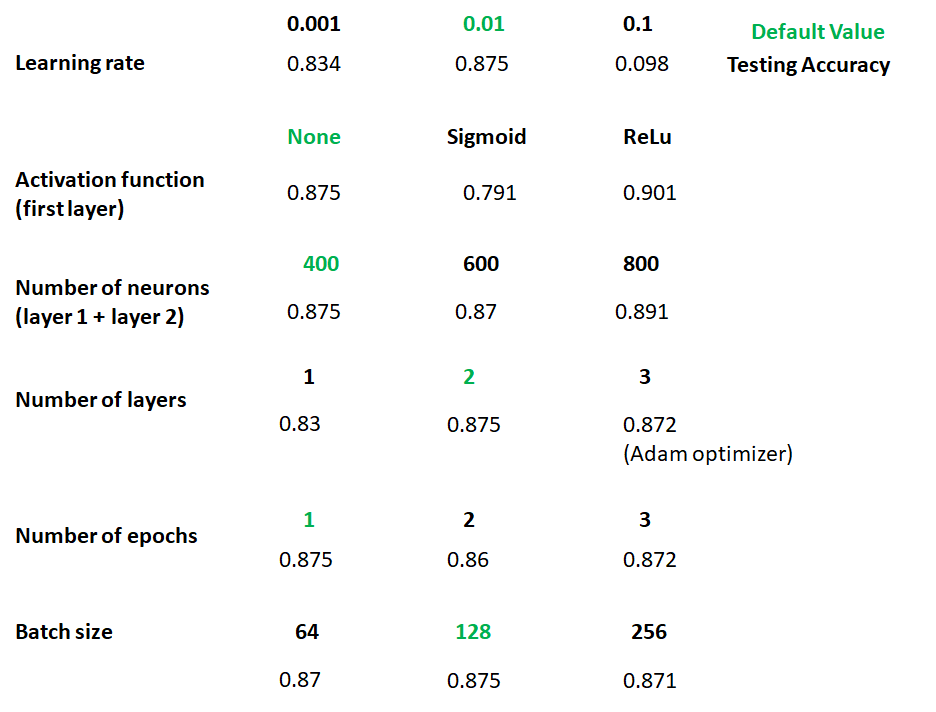 0.001 0.01 0.1 Default Value
Learning rate 0.834 0.875 0.098 Testing Accuracy
None Sigmoid ReLu
Activation function
(first layer) 0.875 0.791 0.901
400 600 800
Number of neurons
(layer 1 + layer 2) 0.875 0.87 0.891
1 2 3
Number of layers
0.83 0.875 0.872
(Adam optimizer)
1 2 3
Number of epochs
0.875 0.86 0.872
Batch size 64 128 256
0.87 0.875 0.871